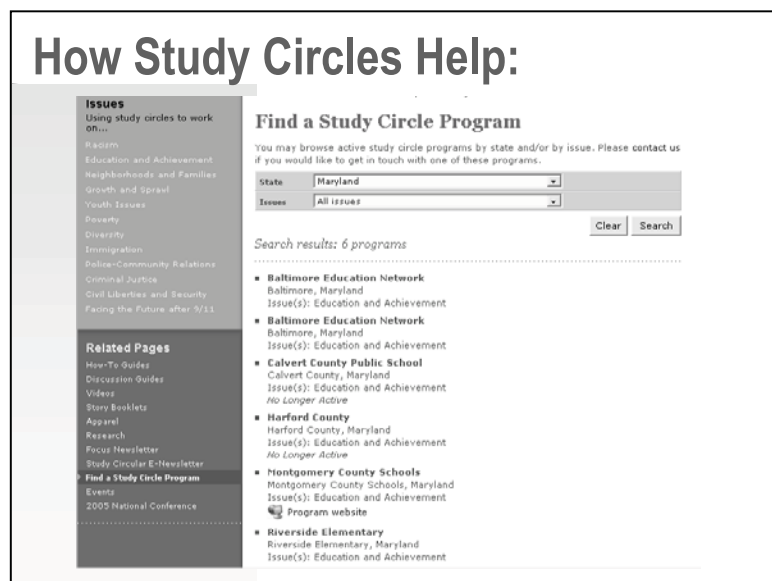 How Study Circles Help:
Issues
Using study circles to work
on...
Racism
Education and Achievement
Neighborhoods and Families
Growth and Sprawl
Youth Issues
Poverty
Diversity
Immigration
Police-Community Relations
Criminal Justice
Civil Liberties and Security
Facing the Future after 9/11
Related Pages
How-To Guides
Discussion Guides
Videos
Story Booklets
Apparel
Research
Focus Newsletter
Study Circular E-Newsletter
Find a Study Circle Program
Events
2005 National Conference
Find a Study Circle Program
You may browse active study circle programs by state and/or by issue. Please contact us
if you would like to get in touch with one of these programs.
State Maryland
Issues All issues
Clear Search
Search results: 6 programs
Baltimore Education Network
Baltimore, Maryland
Issue(s): Education and Achievement
Baltimore Education Network
Baltimore, Maryland
Issue(s): Education and Achievement
Calvert County Public School
Calvert County, Maryland
Issue(s): Education and Achievement
No Longer Active
Harford County
Harford County, Maryland
Issue(s): Education and Achievement
No Longer Active
Montgomery County Schools
Montgomery County Schools, Maryland
Issue(s): Education and Achievement
Program website
Riverside Elementary
Riverside Elementary, Maryland
Issue(s): Education and Achievement